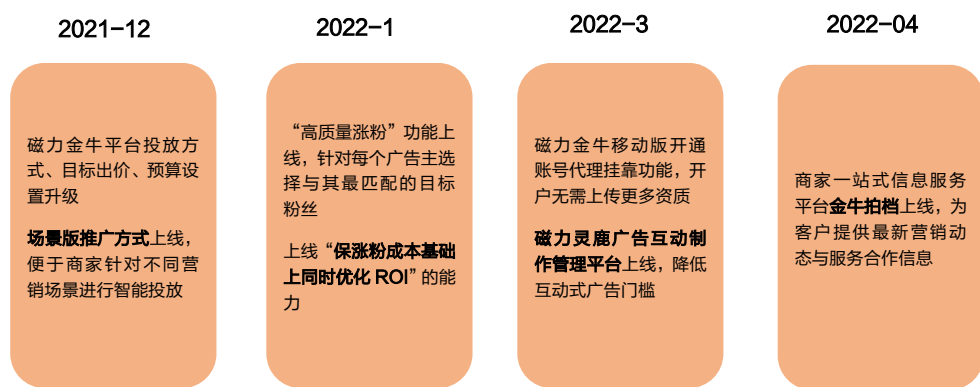 2021-12
磁力金牛平台投放方
式、目标出价、预算设
置升级
场景版推广方式上线，
便于商家针对不同营
销场景进行智能投放
2022-1
“高质量涨粉”功能上
线，针对每个广告主选
择与其最匹配的目标
粉丝
上线“保涨粉成本基础
上同时优化 ROI”的能
力
2022-3
磁力金牛移动版开通
账号代理挂靠功能，开
户无需上传更多资质
磁力灵鹿广告互动制
作管理平台上线，降低
互动式广告门槛
2022-04
商家一站式信息服务
平台金牛拍档上线，为
客户提供最新营销动
态与服务合作信息